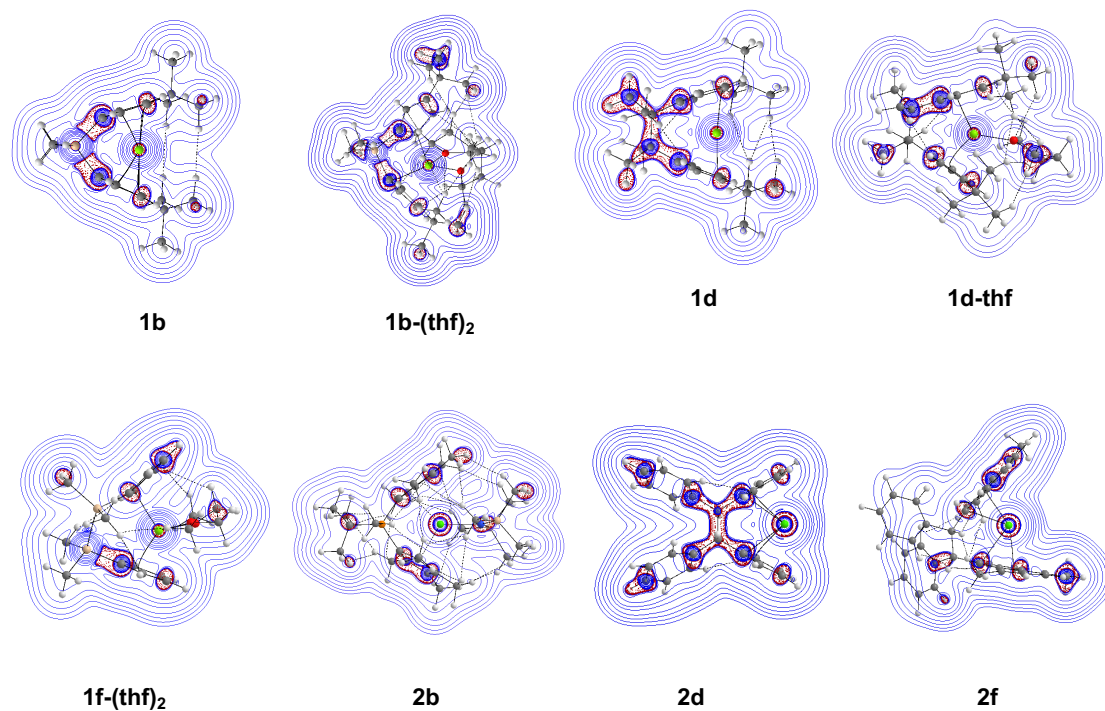 1b
1b-(thf)₂
1d
1d-thf
1f-(thf)₂
2b
2d
2f